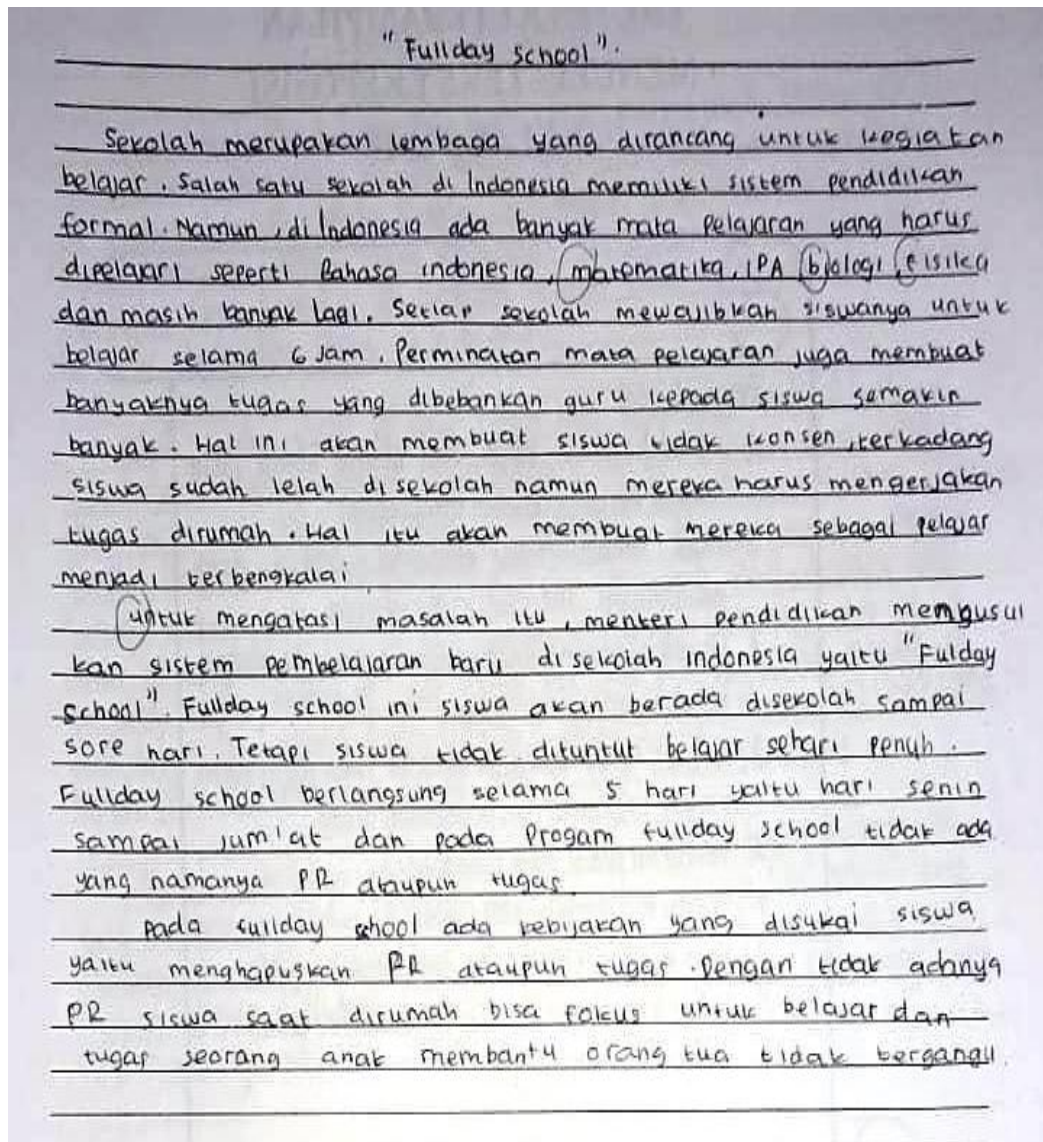 "Fullday school".
Sekolah merupakan lembaga yang dirancang untuk kegiatan
belajar. Salah satu sekolah di Indonesia memiliki sistem pendidikan
formal. Namun, di Indonesia ada banyak mata pelajaran yang harus
dipelajari seperti Bahasa indonesia, matematika, IPA biologi, fisika
dan masih banyak lagi. Setiap sekolah mewajibkan siswanya untuk
belajar selama 6 Jam. Perminatan mata pelajaran juga membuat
banyaknya tugas yang dibebankan guru kepada siswa semakin
banyak. Hal ini akan membuat siswa tidak konsen, terkadang
siswa sudah lelah di sekolah namun mereka harus mengerjakan
tugas dirumah. Hal itu akan membuat mereka sebagai pelajar
menjadi terbengkalai
untuk mengatasi masalah itu, menteri pendidikan mengusul
kan sistem pembelajaran baru di sekolah indonesia yaitu "Fulday
school". Fullday school ini siswa akan berada disekolah sampai
sore hari. Tetapi siswa tidak dituntut belajar sehari penuh.
Fullday school berlangsung selama 5 hari yaitu hari senin
sampai jum'at dan pada Progam fullday school tidak ada
yang namanya PR ataupun tugas.
Pada fullday school ada kebijakan yang disukai siswa
yaitu menghapuskan PR ataupun tugas. Dengan tidak adanya
PR siswa saat dirumah bisa fokus untuk belajar dan
tugas seorang anak membantu orang tua tidak terganggu.